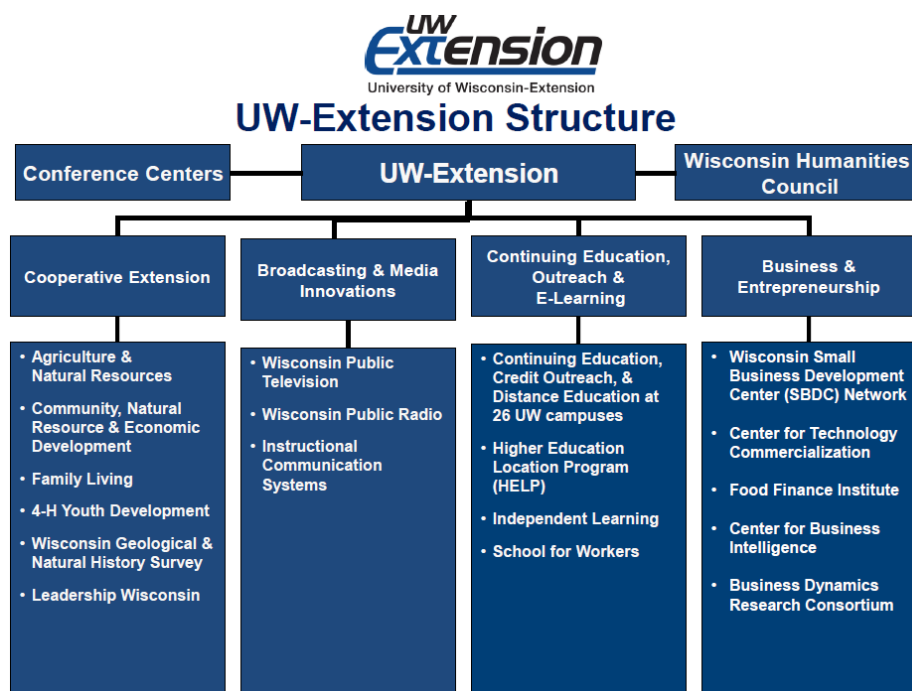 UW
Extension
University of Wisconsin-Extension
UW-Extension Structure
Conference Centers
UW-Extension
Wisconsin Humanities
Council
Cooperative Extension
Broadcasting & Media
Innovations
Continuing Education,
Outreach &
E-Learning
Business &
Entrepreneurship
• Agriculture &
Natural Resources
• Community, Natural
Resource & Economic
Development
• Family Living
• 4-H Youth Development
• Wisconsin Geological &
Natural History Survey
• Leadership Wisconsin
• Wisconsin Public
Television
• Wisconsin Public Radio
• Instructional
Communication
Systems
• Continuing Education,
Credit Outreach, &
Distance Education at
26 UW campuses
• Higher Education
Location Program
(HELP)
• Independent Learning
• School for Workers
• Wisconsin Small
Business Development
Center (SBDC) Network
• Center for Technology
Commercialization
• Food Finance Institute
• Center for Business
Intelligence
• Business Dynamics
Research Consortium